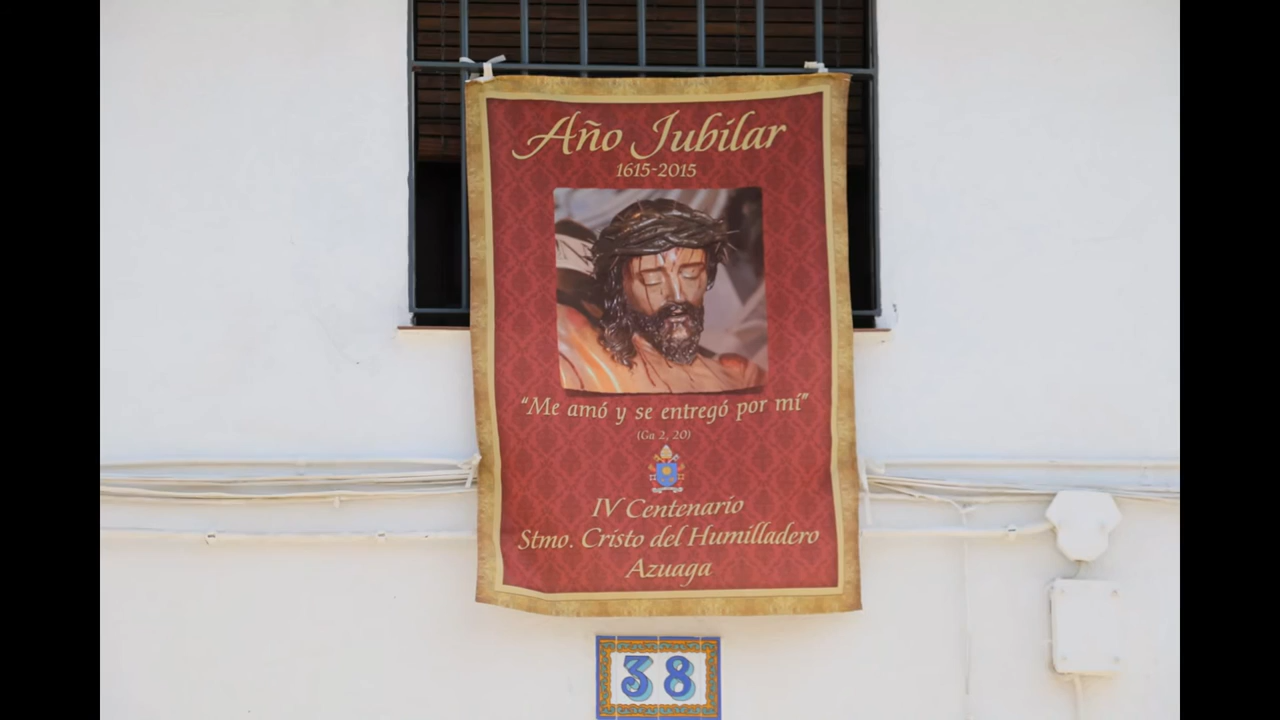 Año Jubilar
1615-2015
“Me amó y se entregó por mí”
(Ga 2, 20)
IV Centenario
Stmo. Cristo del Humilladero
Azuaga
38